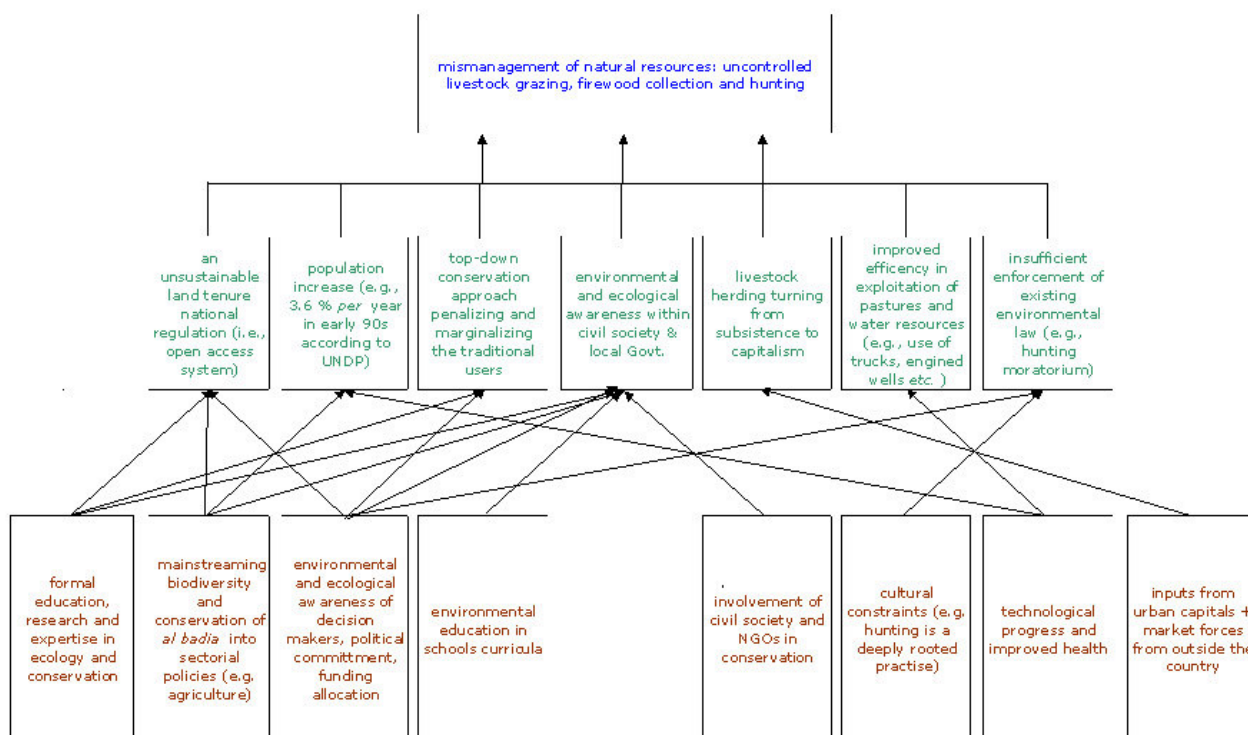 mismanagement of natural resources: uncontrolled
livestock grazing, firewood collection and hunting
an
unsustainable
land tenure
national
regulation (i.e.,
open access
system)
population
increase (e.g.,
3.6 % per year
in early 90s
according to
UNDP)
top-down
conservation
approach
penalizing and
marginalizing
the traditional
users
environmental
and ecological
awareness within
civil society &
local Govt.
livestock
herding turning
from
subsistence to
capitalism
improved
efficency in
exploitation of
pastures and
water resources
(e.g., use of
trucks, engined
wells etc. )
insufficient
enforcement of
existing
environmental
law (e.g.,
hunting
moratorium)
formal
education,
research and
expertise in
ecology and
conservation
mainstreaming
biodiversity
and
conservation of
al badia into
sectorial
policies (e.g.
agriculture)
environmental
and ecological
awareness of
decision
makers, political
committment,
funding
allocation
environmental
education in
schools curricula
involvement of
civil society and
NGOs in
conservation
cultural
constraints (e.g.
hunting is a
deeply rooted
practise)
technological
progress and
improved health
inputs from
urban capitals +
market forces
from outside the
country